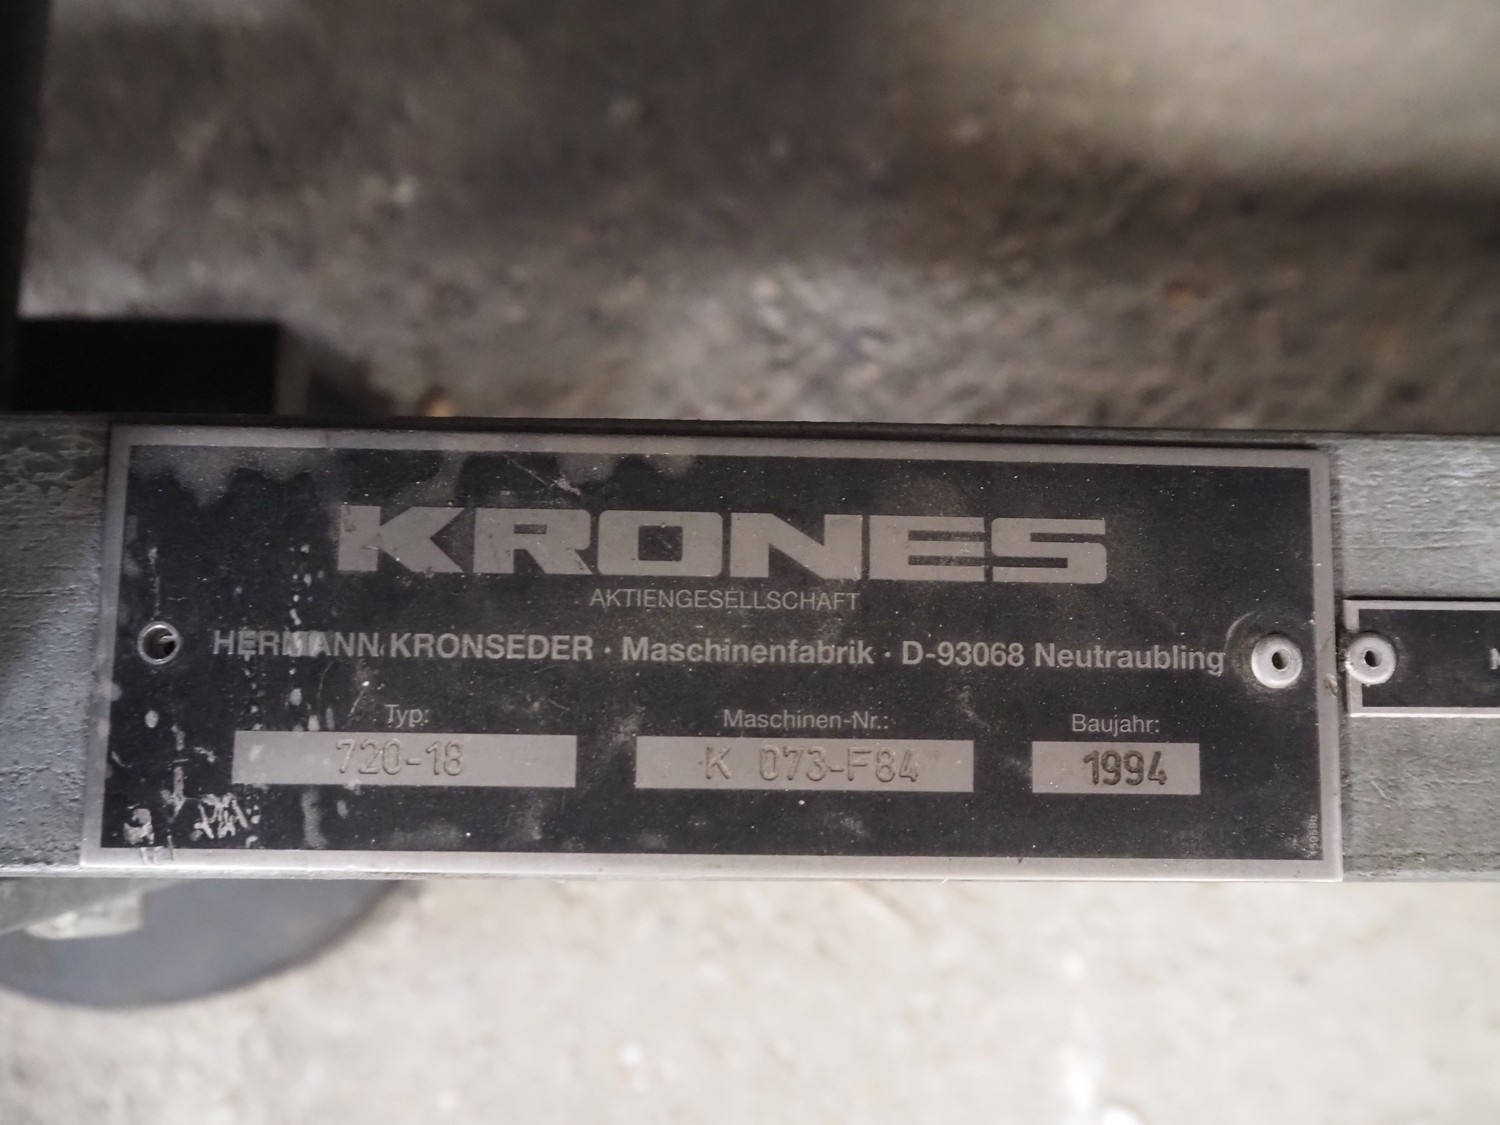 KRONES
AKTIENGESELLSCHAFT
HERMANN KRONSEDER · Maschinenfabrik · D-93068 Neutraubling
Typ: Maschinen-Nr.: Baujahr:
720-18 K 073-F84 1994